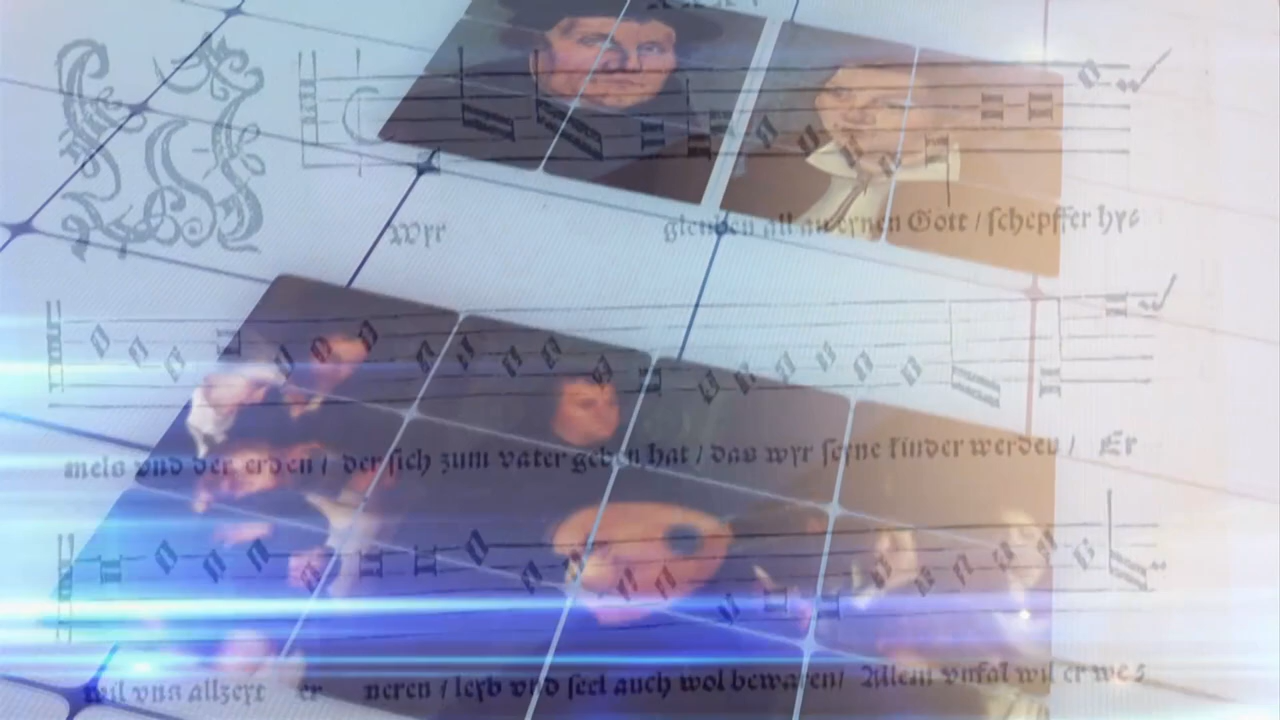 Wyr gleuben all an eynen Gott / schepffer hys
mels vnd der erden / der sich zum vater geben hat / das wyr seyne kinder werden / Er
wil vns allzeyt er neren / leyb vnd seel auch wol bewaren / Allem vnfal wil er we s